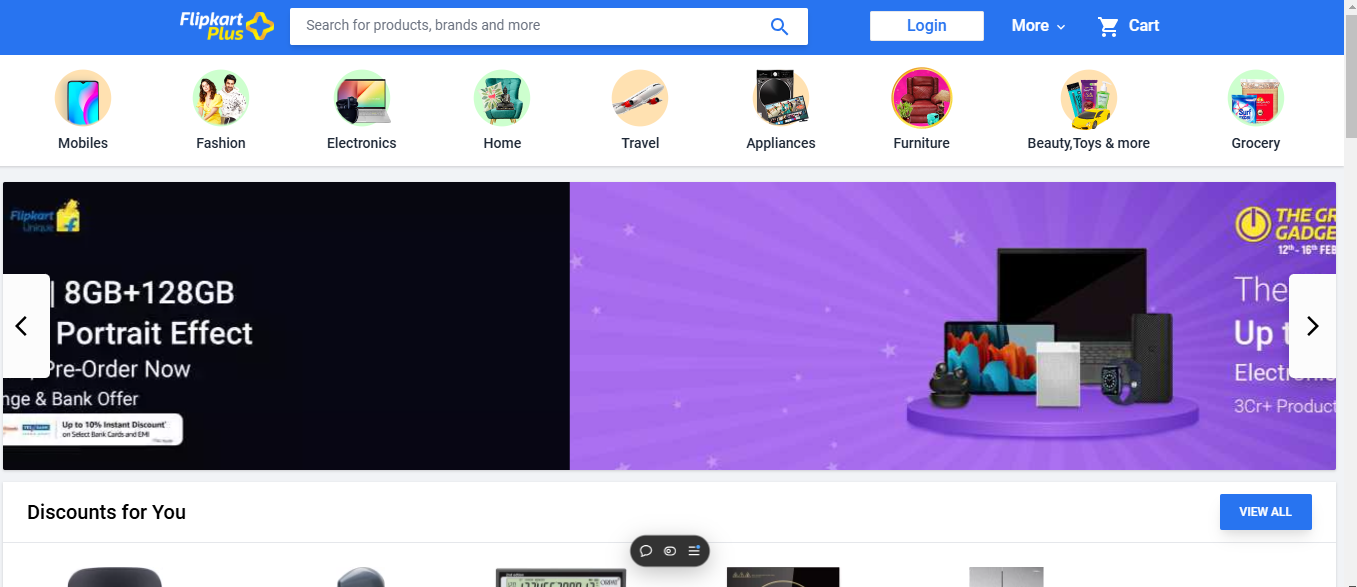 Flipkart
Plus
Search for products, brands and more
Login
More
Cart
Mobiles
Fashion
Electronics
Home
Travel
Appliances
Furniture
Beauty,Toys & more
Grocery
Flipkart
Unique
| 8GB+128GB
Portrait Effect
Pre-Order Now
nge & Bank Offer
Up to 10% Instant Discount*
on Select Bank Cards and EMI
THE GR
GADGE
12th - 16th FEB
The
Up t
Electronics
3Cr+ Product
Discounts for You
VIEW ALL